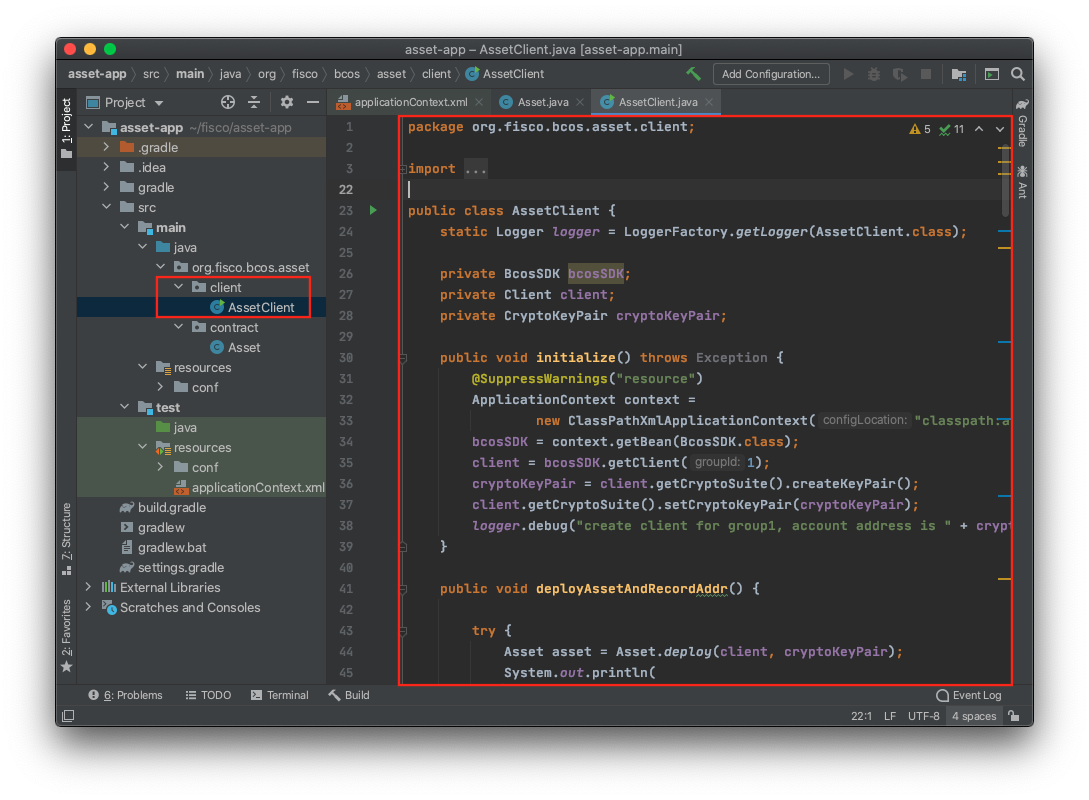 asset-app – AssetClient.java [asset-app.main]
asset-app src main java org fisco bcos asset client AssetClient Add Configuration...
Project
applicationContext.xml Asset.java AssetClient.java
1: Project
7: Structure
2: Favorites
asset-app ~/fisco/asset-app
.gradle
.idea
gradle
src
main
java
org.fisco.bcos.asset
client
AssetClient
contract
Asset
resources
conf
test
java
resources
conf
applicationContext.xml
build.gradle
gradlew
gradlew.bat
settings.gradle
External Libraries
Scratches and Consoles
1 package org.fisco.bcos.asset.client;
5 11
2
3 import ...
22
23 public class AssetClient {
24 static Logger logger = LoggerFactory.getLogger(AssetClient.class);
25
26 private BcosSDK bcosSDK;
27 private Client client;
28 private CryptoKeyPair cryptoKeyPair;
29
30 public void initialize() throws Exception {
31 @SuppressWarnings("resource")
32 ApplicationContext context =
33 new ClassPathXmlApplicationContext( configLocation: "classpath.a
34 bcosSDK = context.getBean(BcosSDK.class);
35 client = bcosSDK.getClient( groupId: 1);
36 cryptoKeyPair = client.getCryptoSuite().createKeyPair();
37 client.getCryptoSuite().setCryptoKeyPair(cryptoKeyPair);
38 logger.debug("create client for group1, account address is " + crypt
39 }
40
41 public void deployAssetAndRecordAddr() {
42
43 try {
44 Asset asset = Asset.deploy(client, cryptoKeyPair);
45 System.out.println(
Gradle
Ant
6: Problems TODO Terminal Build Event Log
22:1 LF UTF-8 4 spaces